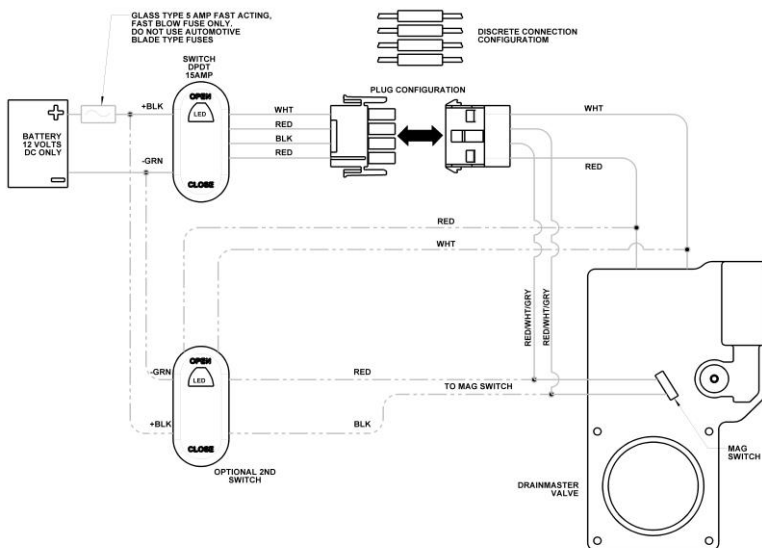 GLASS TYPE 5 AMP FAST ACTING,
FAST BLOW FUSE ONLY.
DO NOT USE AUTOMOTIVE
BLADE TYPE FUSES
DISCRETE CONNECTION
CONFIGURATIOM
SWITCH
DPDT
15AMP
PLUG CONFIGURATION
OPEN
LED
CLOSE
+BLK
-GRN
BATTERY
12 VOLTS
DC ONLY
WHT
RED
BLK
RED
WHT
RED
RED
WHT
RED/WHT/GRY
RED/WHT/GRY
OPEN
LED
CLOSE
-GRN
+BLK
RED
TO MAG SWITCH
BLK
OPTIONAL 2ND
SWITCH
MAG
SWITCH
DRAINMASTER
VALVE